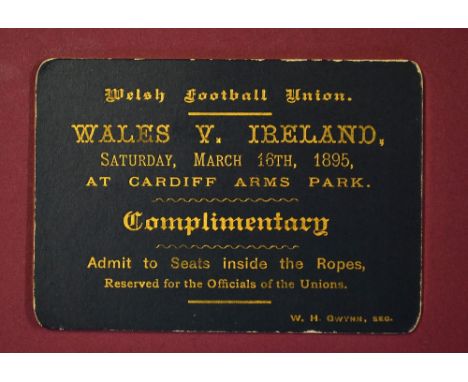 Welsh Football Union.
WALES V. IRELAND,
SATURDAY, MARCH 16TH, 1895,
AT CARDIFF ARMS PARK.
Complimentary
Admit to Seats inside the Ropes,
Reserved for the Officials of the Unions.
W. H. GWYNN, SEC.